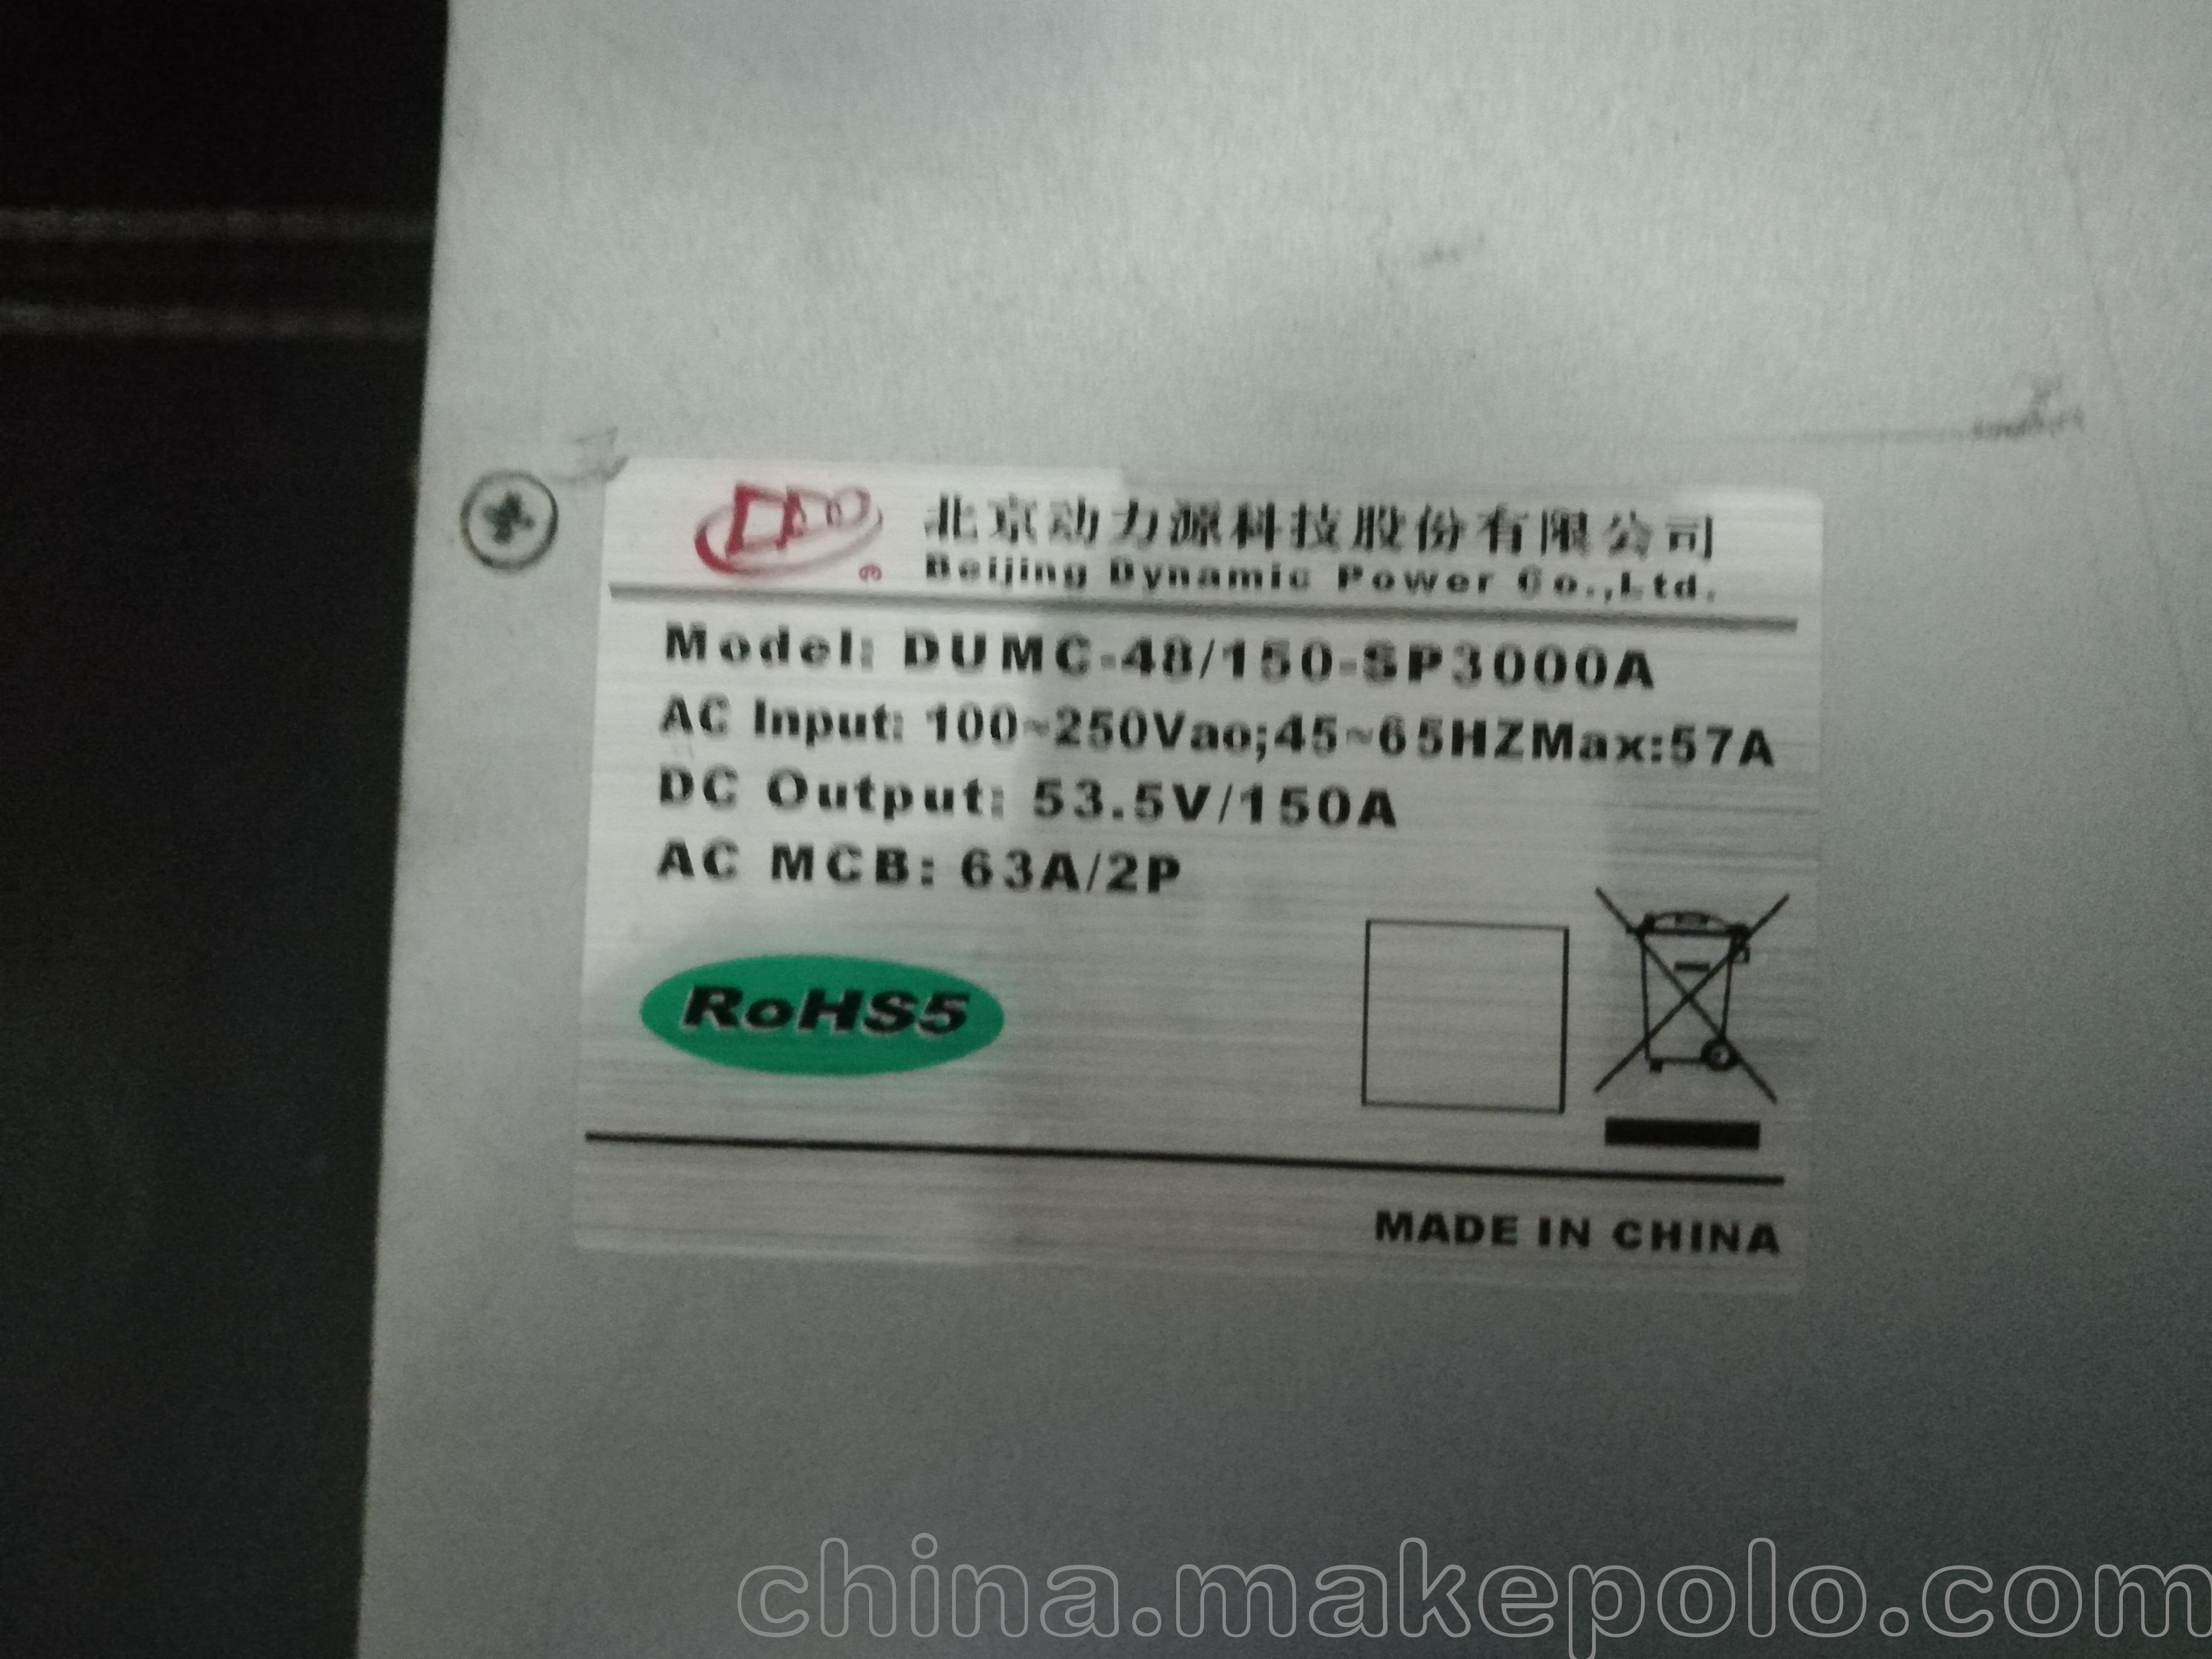 北京动力源科技股份有限公司
Beijing Dynamic Power Co.,Ltd.
Model: DUMC-48/150-SP3000A
AC Input: 100~250Vac;45~65HZMax:57A
DC Output: 53.5V/150A
AC MCB: 63A/2P
RoHS5
MADE IN CHINA
china.makepolo.com